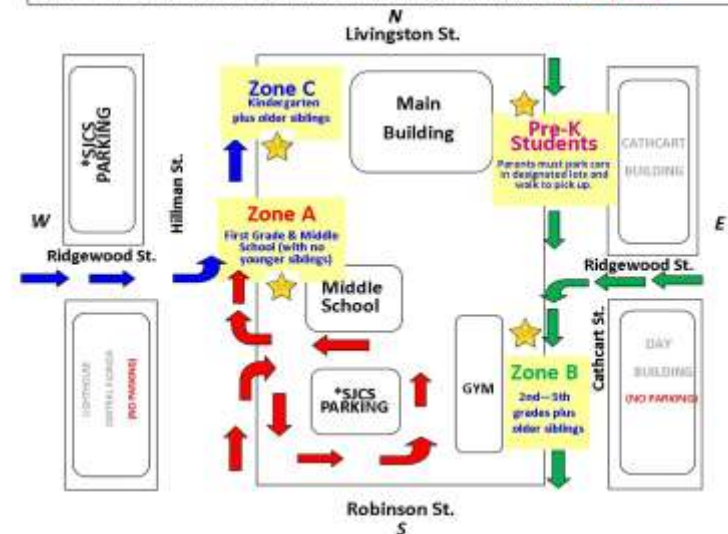 N
Livingston St.
Zone C
Kindergarten
plus older siblings
Main
Building
Pre-K
Students
Parents must park cars
in designated lots and
walk to pick up.
CATHCART
BUILDING
*SJCS
PARKING
Hillman St.
W
E
Zone A
First Grade & Middle
School (with no
younger siblings)
Ridgewood St.
Ridgewood St.
Middle
School
Cathcart St.
LIGHTHOUSE
CENTRAL FLORIDA
(NO PARKING)
*SJCS
PARKING
GYM
Zone B
2nd—5th
grades plus
older siblings
DAY
BUILDING
(NO PARKING)
Robinson St.
S